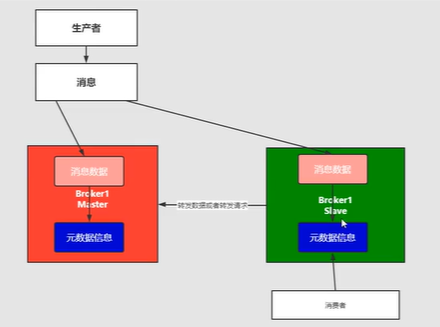 生产者
消息
消息数据
Broker1
Master
元数据信息
转发数据或者转发请求
消息数据
Broker1
Slave
元数据信息
消费者